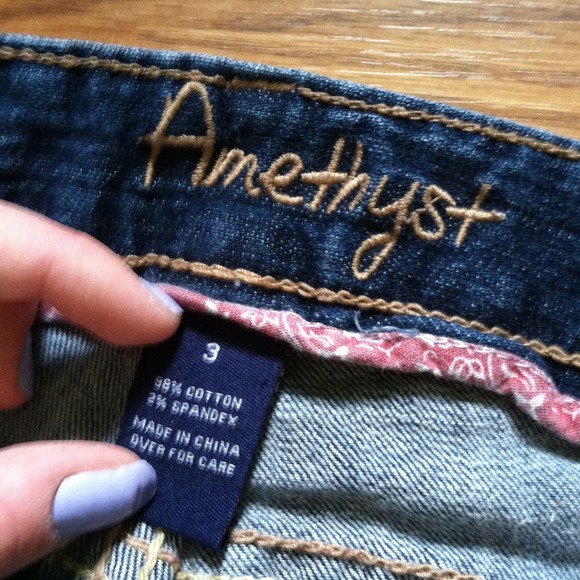 Amethyst
3
98% COTTON
2% SPANDEX
MADE IN CHINA
OVER FOR CARE